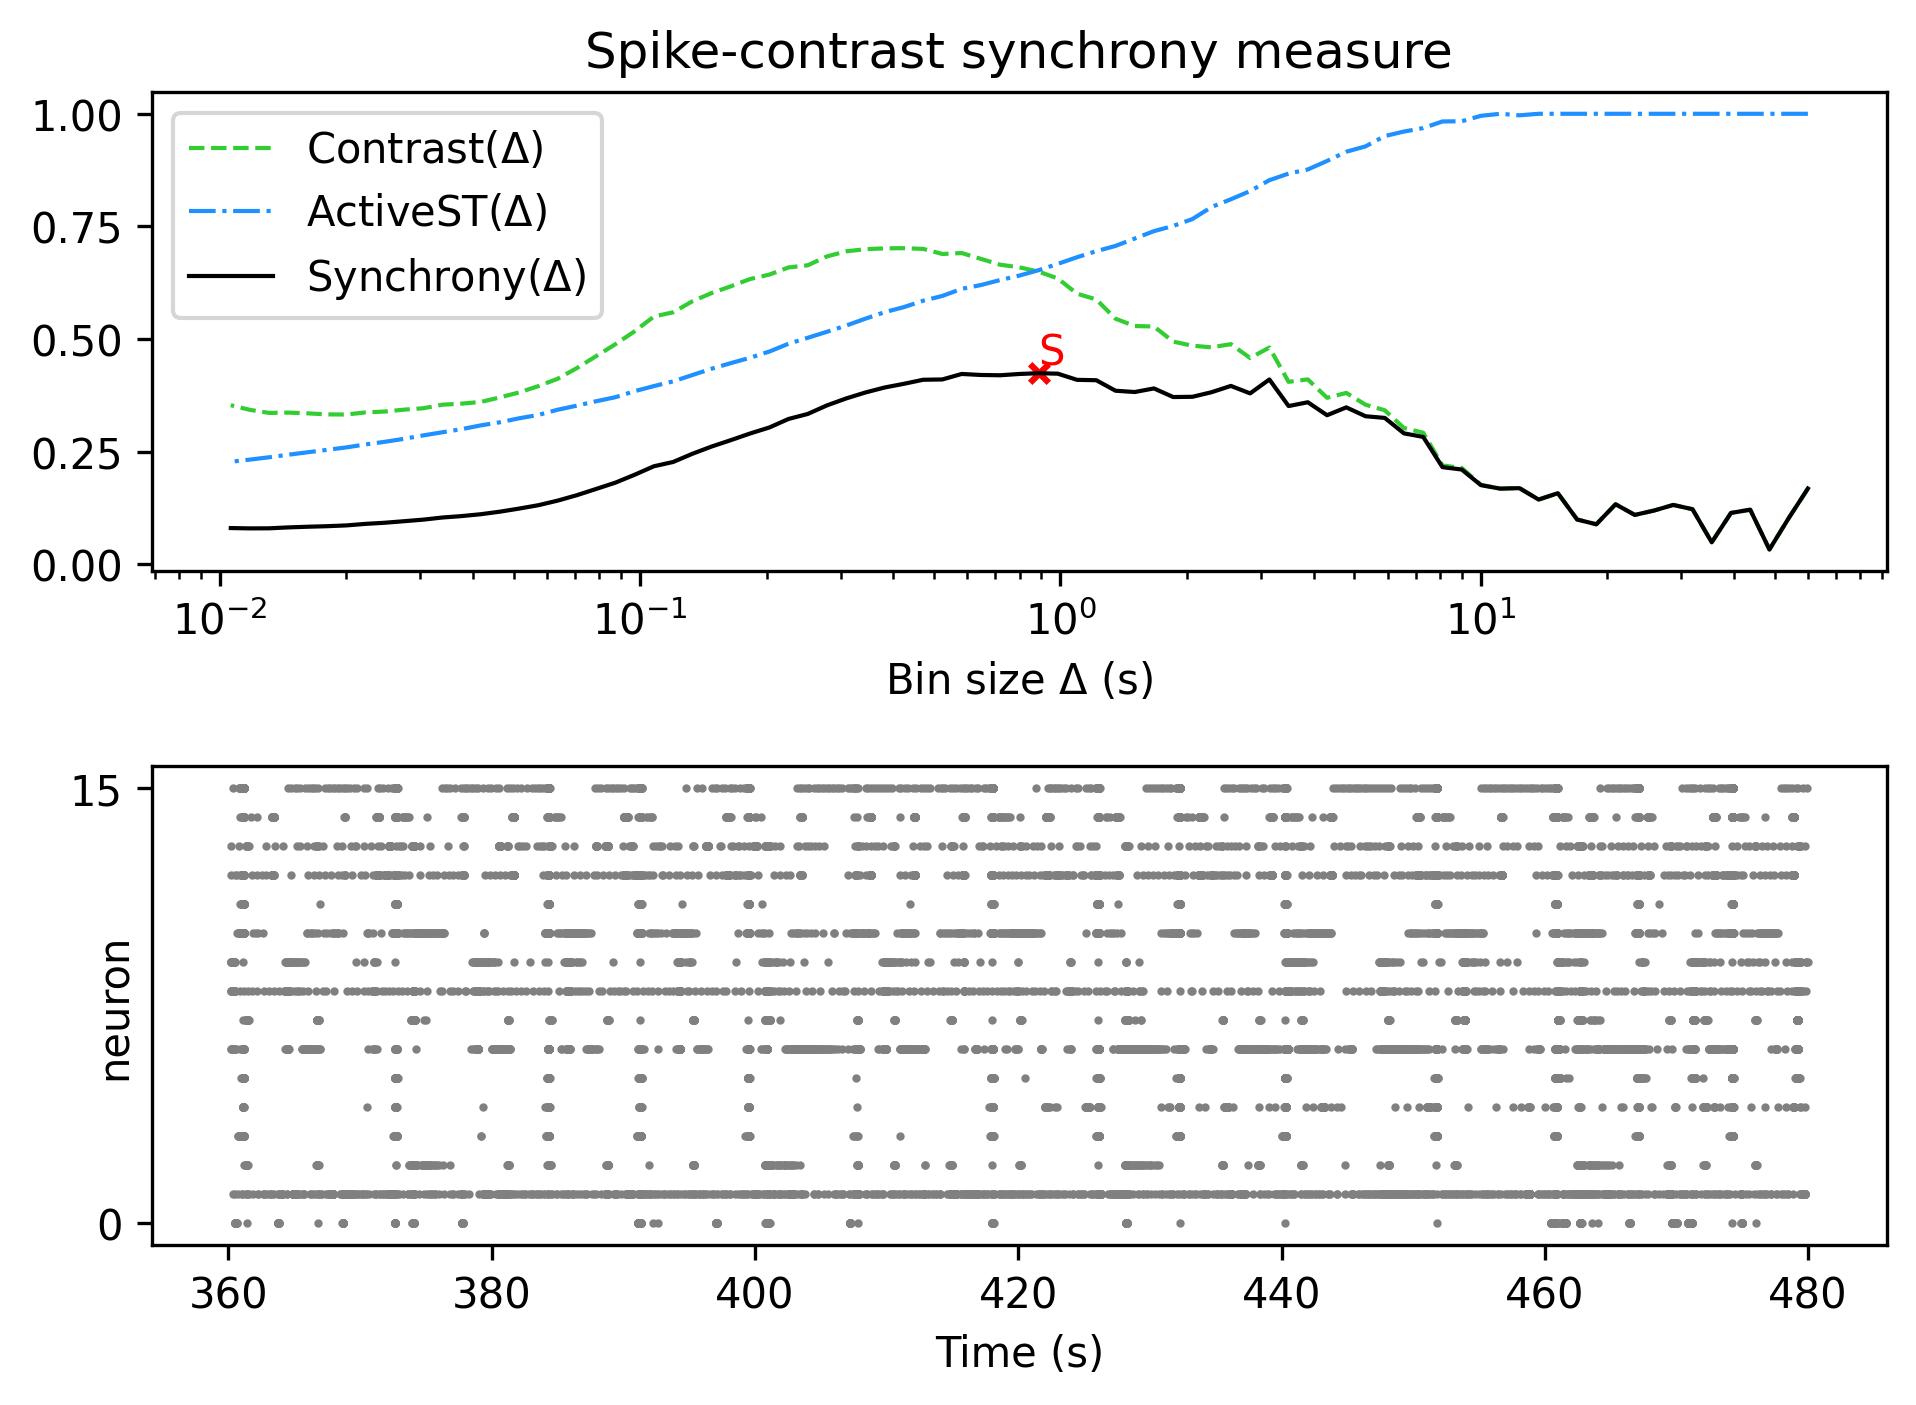 Spike-contrast synchrony measure
1.00
0.75
0.50
0.25
0.00
Contrast(Δ)
ActiveST(Δ)
Synchrony(Δ)
S
10⁻² 10⁻¹ 10⁰ 10¹
Bin size Δ (s)
15
0
neuron
360 380 400 420 440 460 480
Time (s)